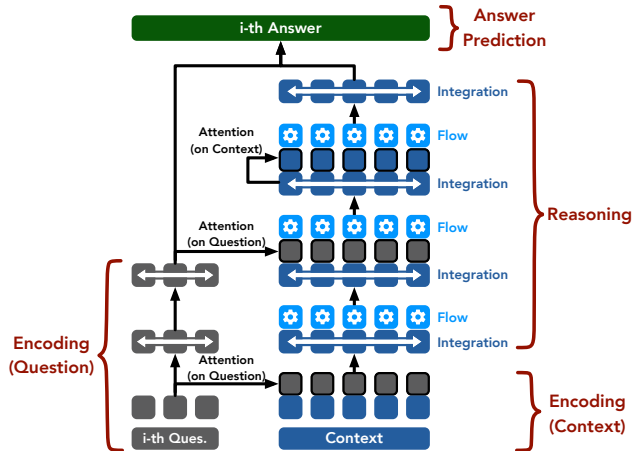 i-th Answer
Answer
Prediction
Integration
Attention
(on Context)
Flow
Integration
Reasoning
Attention
(on Question)
Flow
Integration
Flow
Encoding
(Question)
Integration
Attention
(on Question)
Encoding
(Context)
i-th Ques.
Context